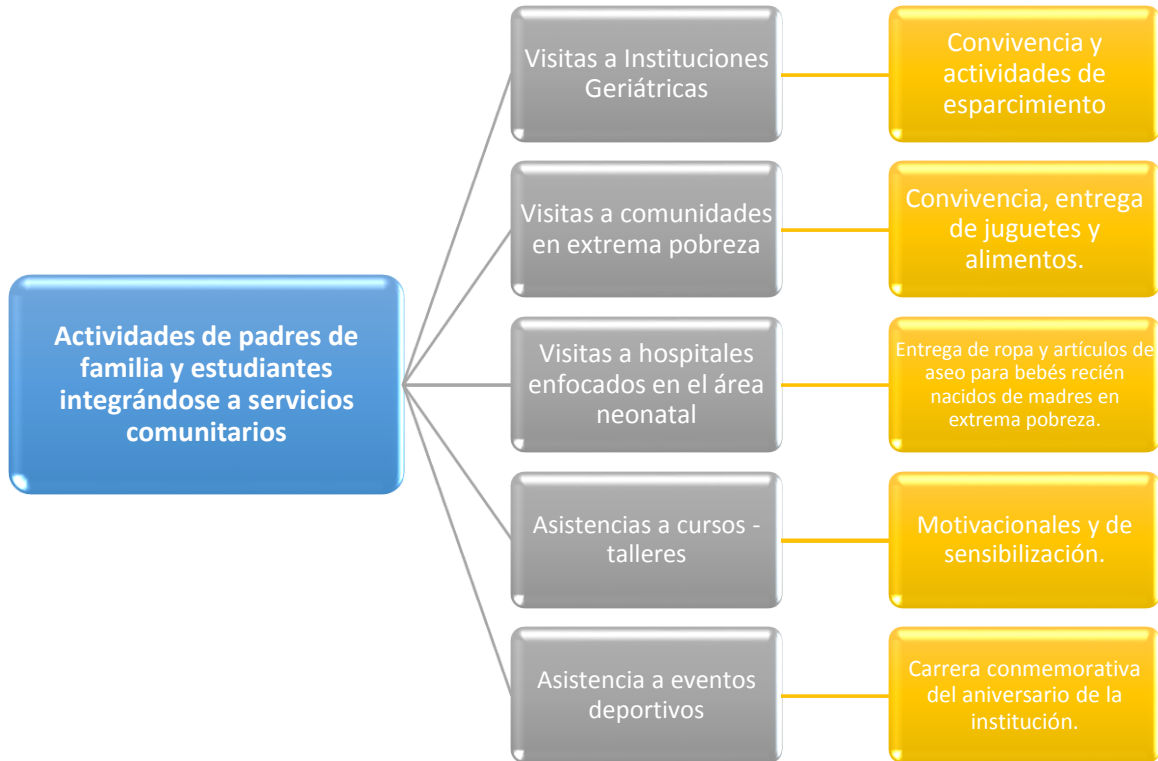 Actividades de padres de
familia y estudiantes
integrándose a servicios
comunitarios
Visitas a Instituciones
Geriátricas
Convivencia y
actividades de
esparcimiento
Visitas a comunidades
en extrema pobreza
Convivencia, entrega
de juguetes y
alimentos.
Visitas a hospitales
enfocados en el área
neonatal
Entrega de ropa y artículos de
aseo para bebés recién
nacidos de madres en
extrema pobreza.
Asistencias a cursos -
talleres
Motivacionales y de
sensibilización.
Asistencia a eventos
deportivos
Carrera conmemorativa
del aniversario de la
institución.